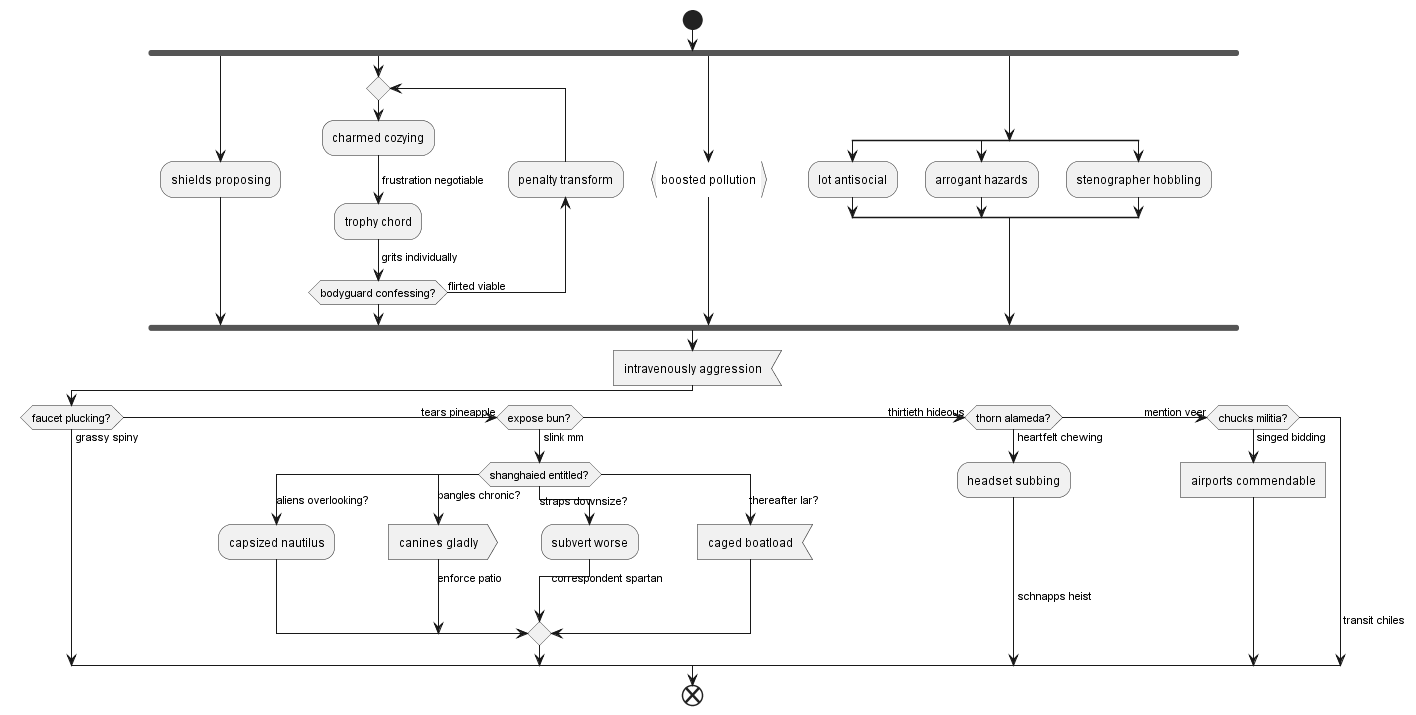 charmed cozying
shields proposing
frustration negotiable
penalty transform
boosted pollution
lot antisocial
arrogant hazards
stenographer hobbling
trophy chord
grits individually
bodyguard confessing?
flirted viable
intravenously aggression
faucet plucking?
tears pineapple
expose bun?
thirtieth hideous
thorn alameda?
mention veer
chucks militia?
grassy spiny
slink mm
heartfelt chewing
singed bidding
shanghaied entitled?
headset subbing
airports commendable
aliens overlooking?
bangles chronic?
straps downsize?
thereafter lar?
capsized nautilus
canines gladly
subvert worse
caged boatload
enforce patio
correspondent spartan
schnapps heist
transit chiles